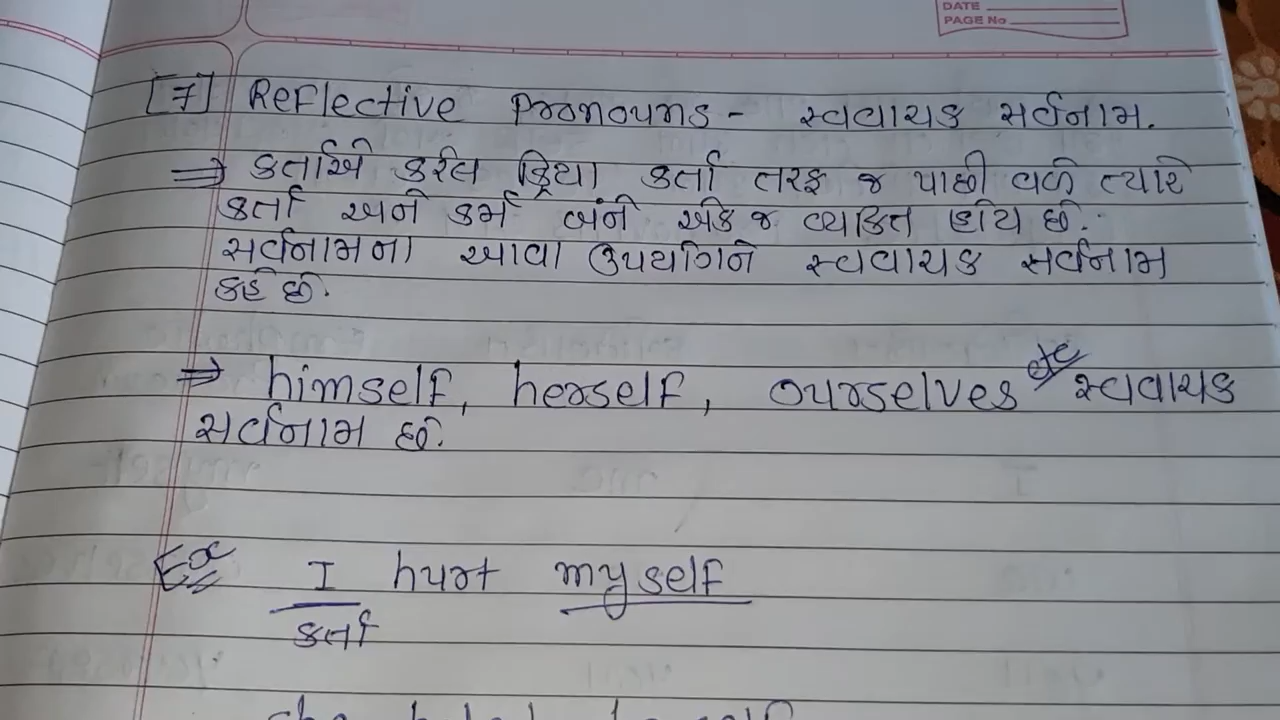 DATE
PAGE No
[7] Reflective Pronouns - સ્વવાચક સર્વનામ.
⇒ કર્તાએ કરેલ ક્રિયા કર્તા તરફ જ પાછી વળે ત્યારે
કર્તા અને કર્મ બંને એક જ વ્યકિત હોય છે.
સર્વનામના આવા ઉપયોગને સ્વવાચક સર્વનામ
કહે છે.
⇒ himself, herself, ourselves etc સ્વવાચક
સર્વનામ છે.
Ex I hurt myself
કર્તા